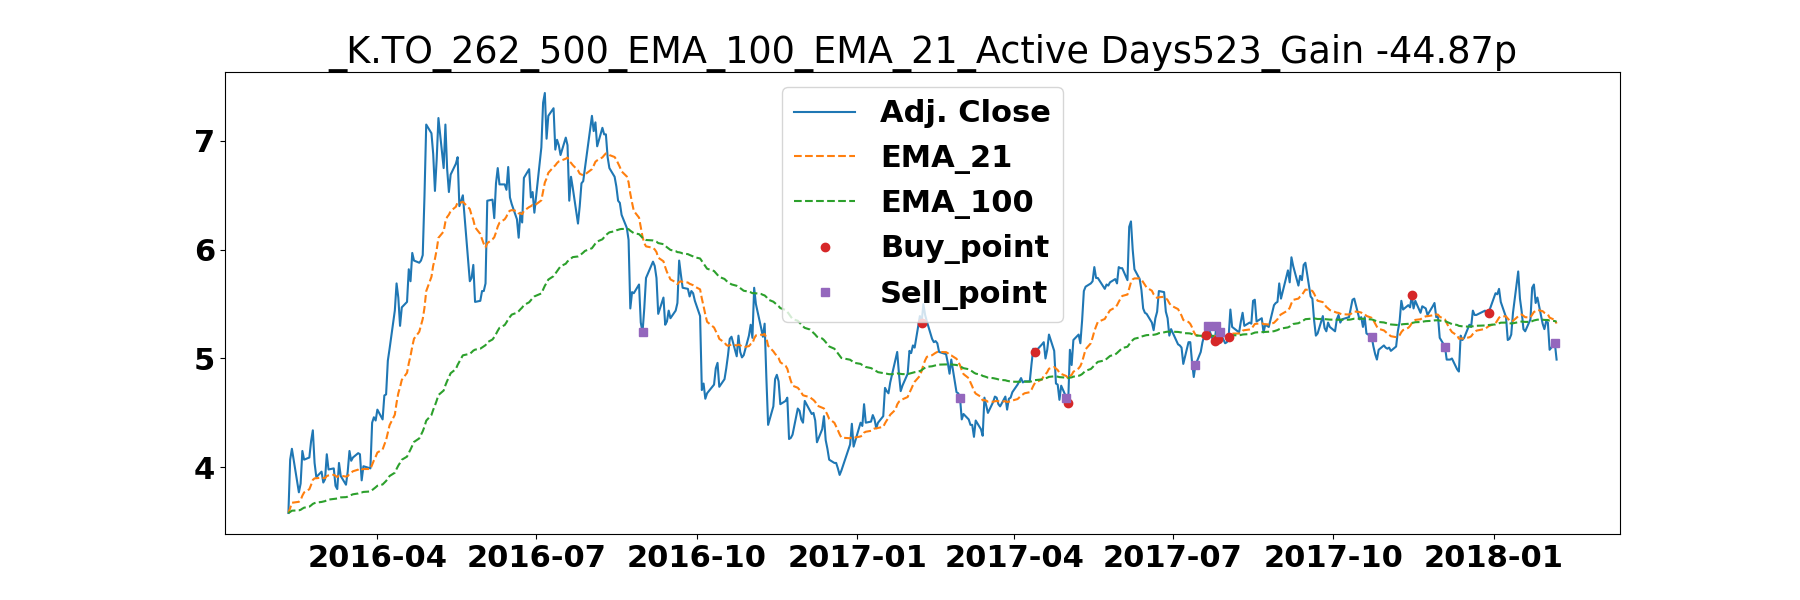 _K.TO_262_500_EMA_100_EMA_21_Active Days523_Gain -44.87p
Adj. Close
EMA_21
EMA_100
Buy_point
Sell_point
7
6
5
4
2016-04 2016-07 2016-10 2017-01 2017-04 2017-07 2017-10 2018-01